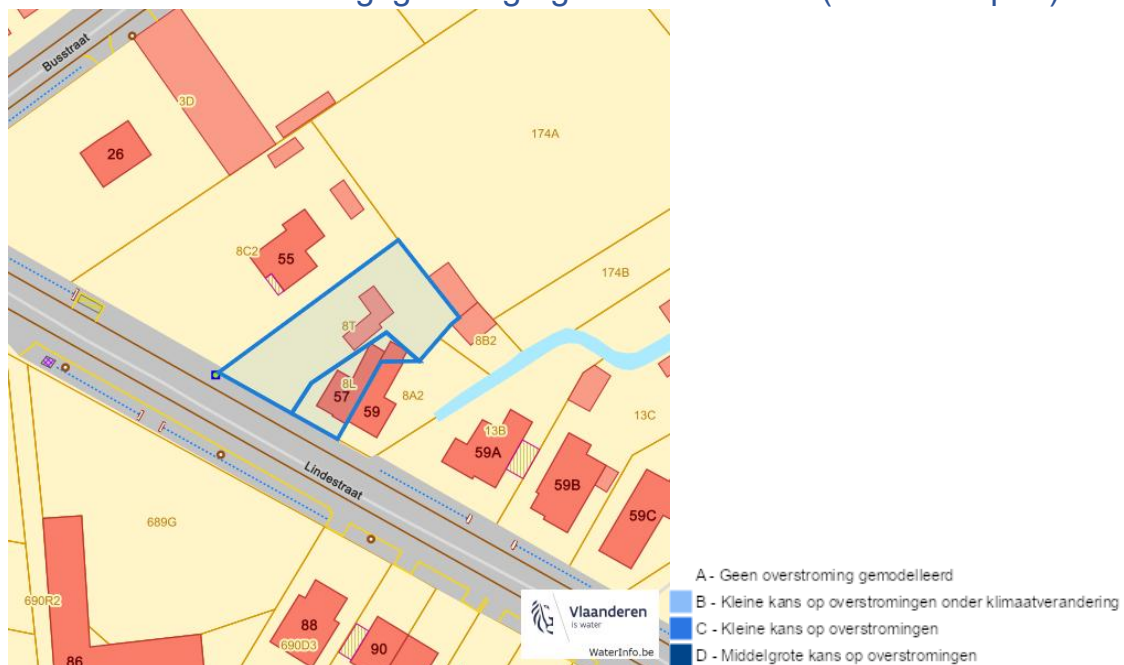 Busstraat
3D
26
174A
8C2
55
174B
8T
8B2
8L
57
59
8A2
13C
13B
59A
59B
59C
Lindestraat
689G
690R2
88
690D3
90
86
Vlaanderen
is water
WaterInfo.be
A - Geen overstroming gemodelleerd
B - Kleine kans op overstromingen onder klimaatverandering
C - Kleine kans op overstromingen
D - Middelgrote kans op overstromingen